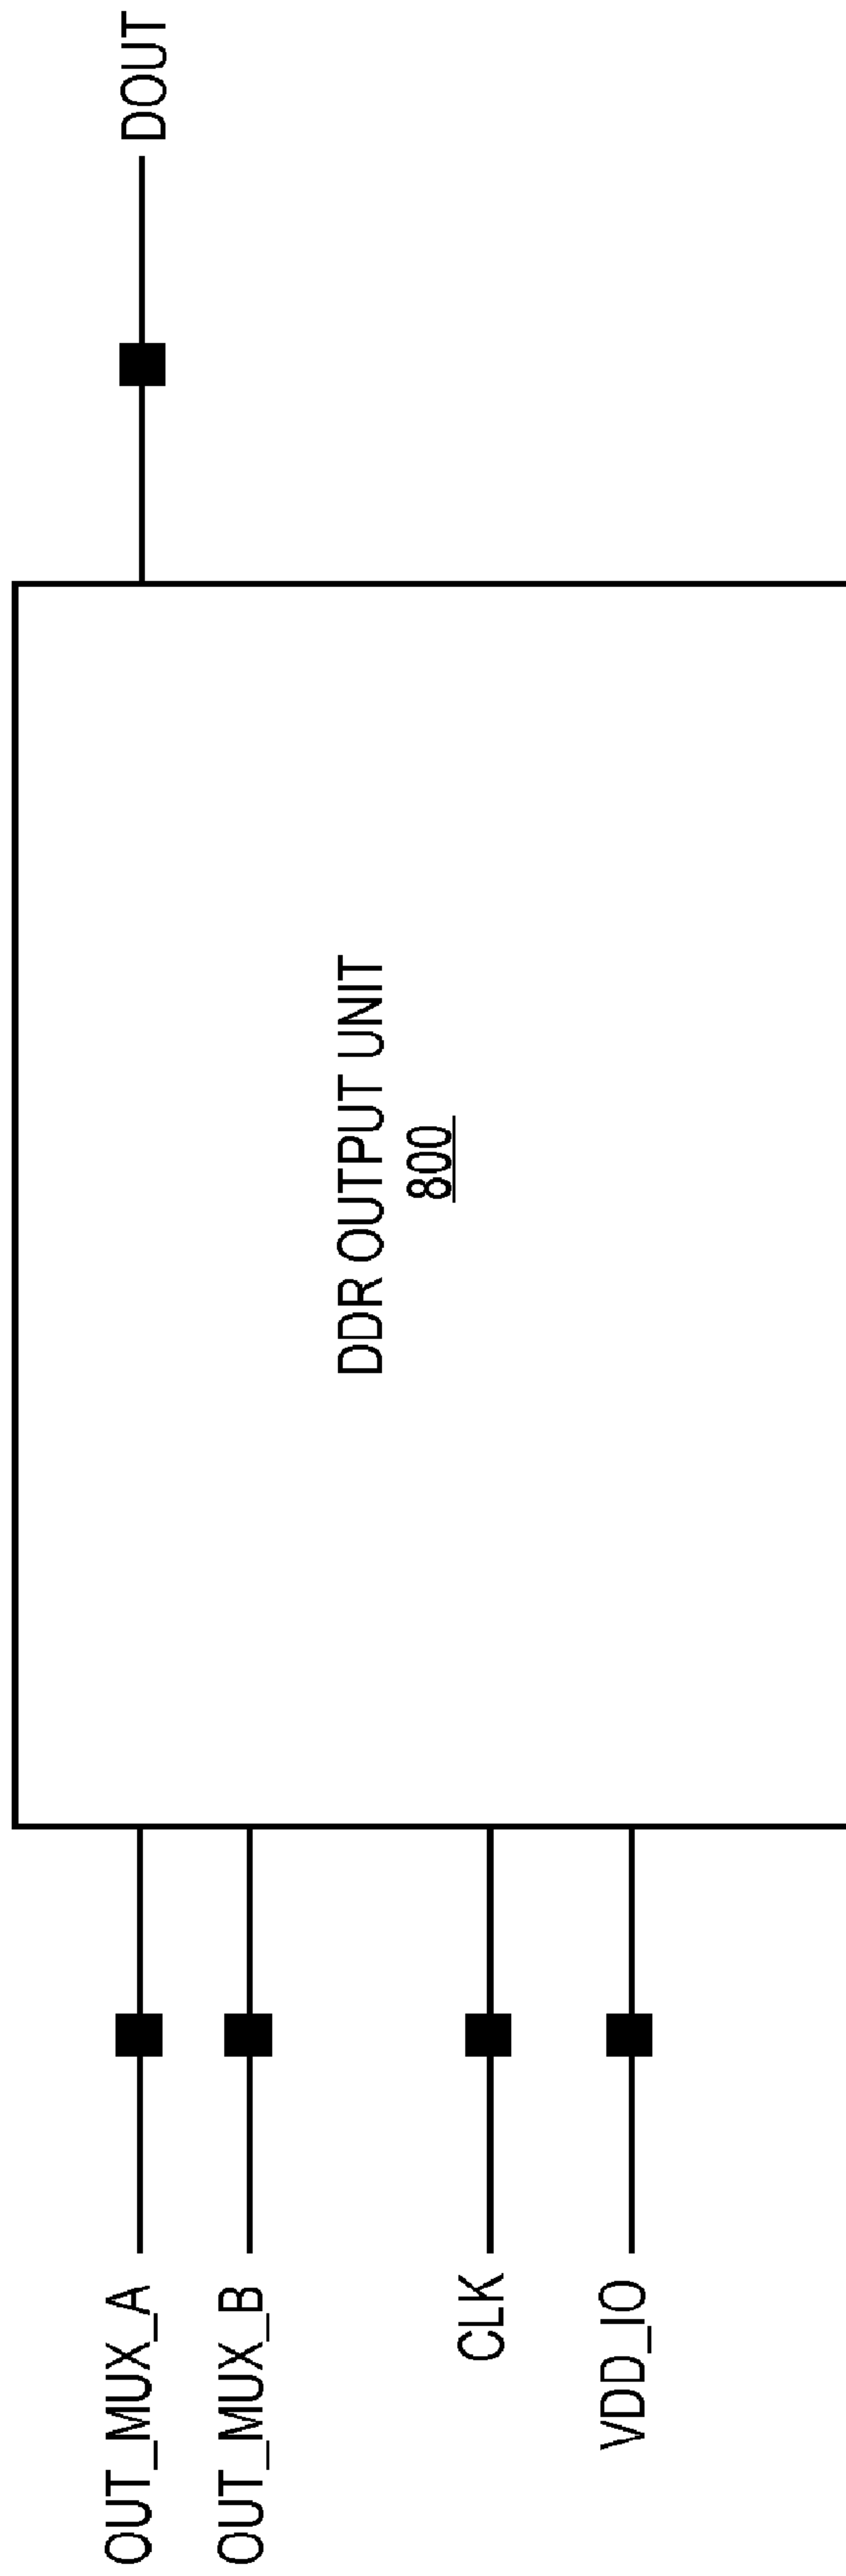 OUT_MUX_A
OUT_MUX_B
CLK
VDD_IO
DDR OUTPUT UNIT
800
DOUT